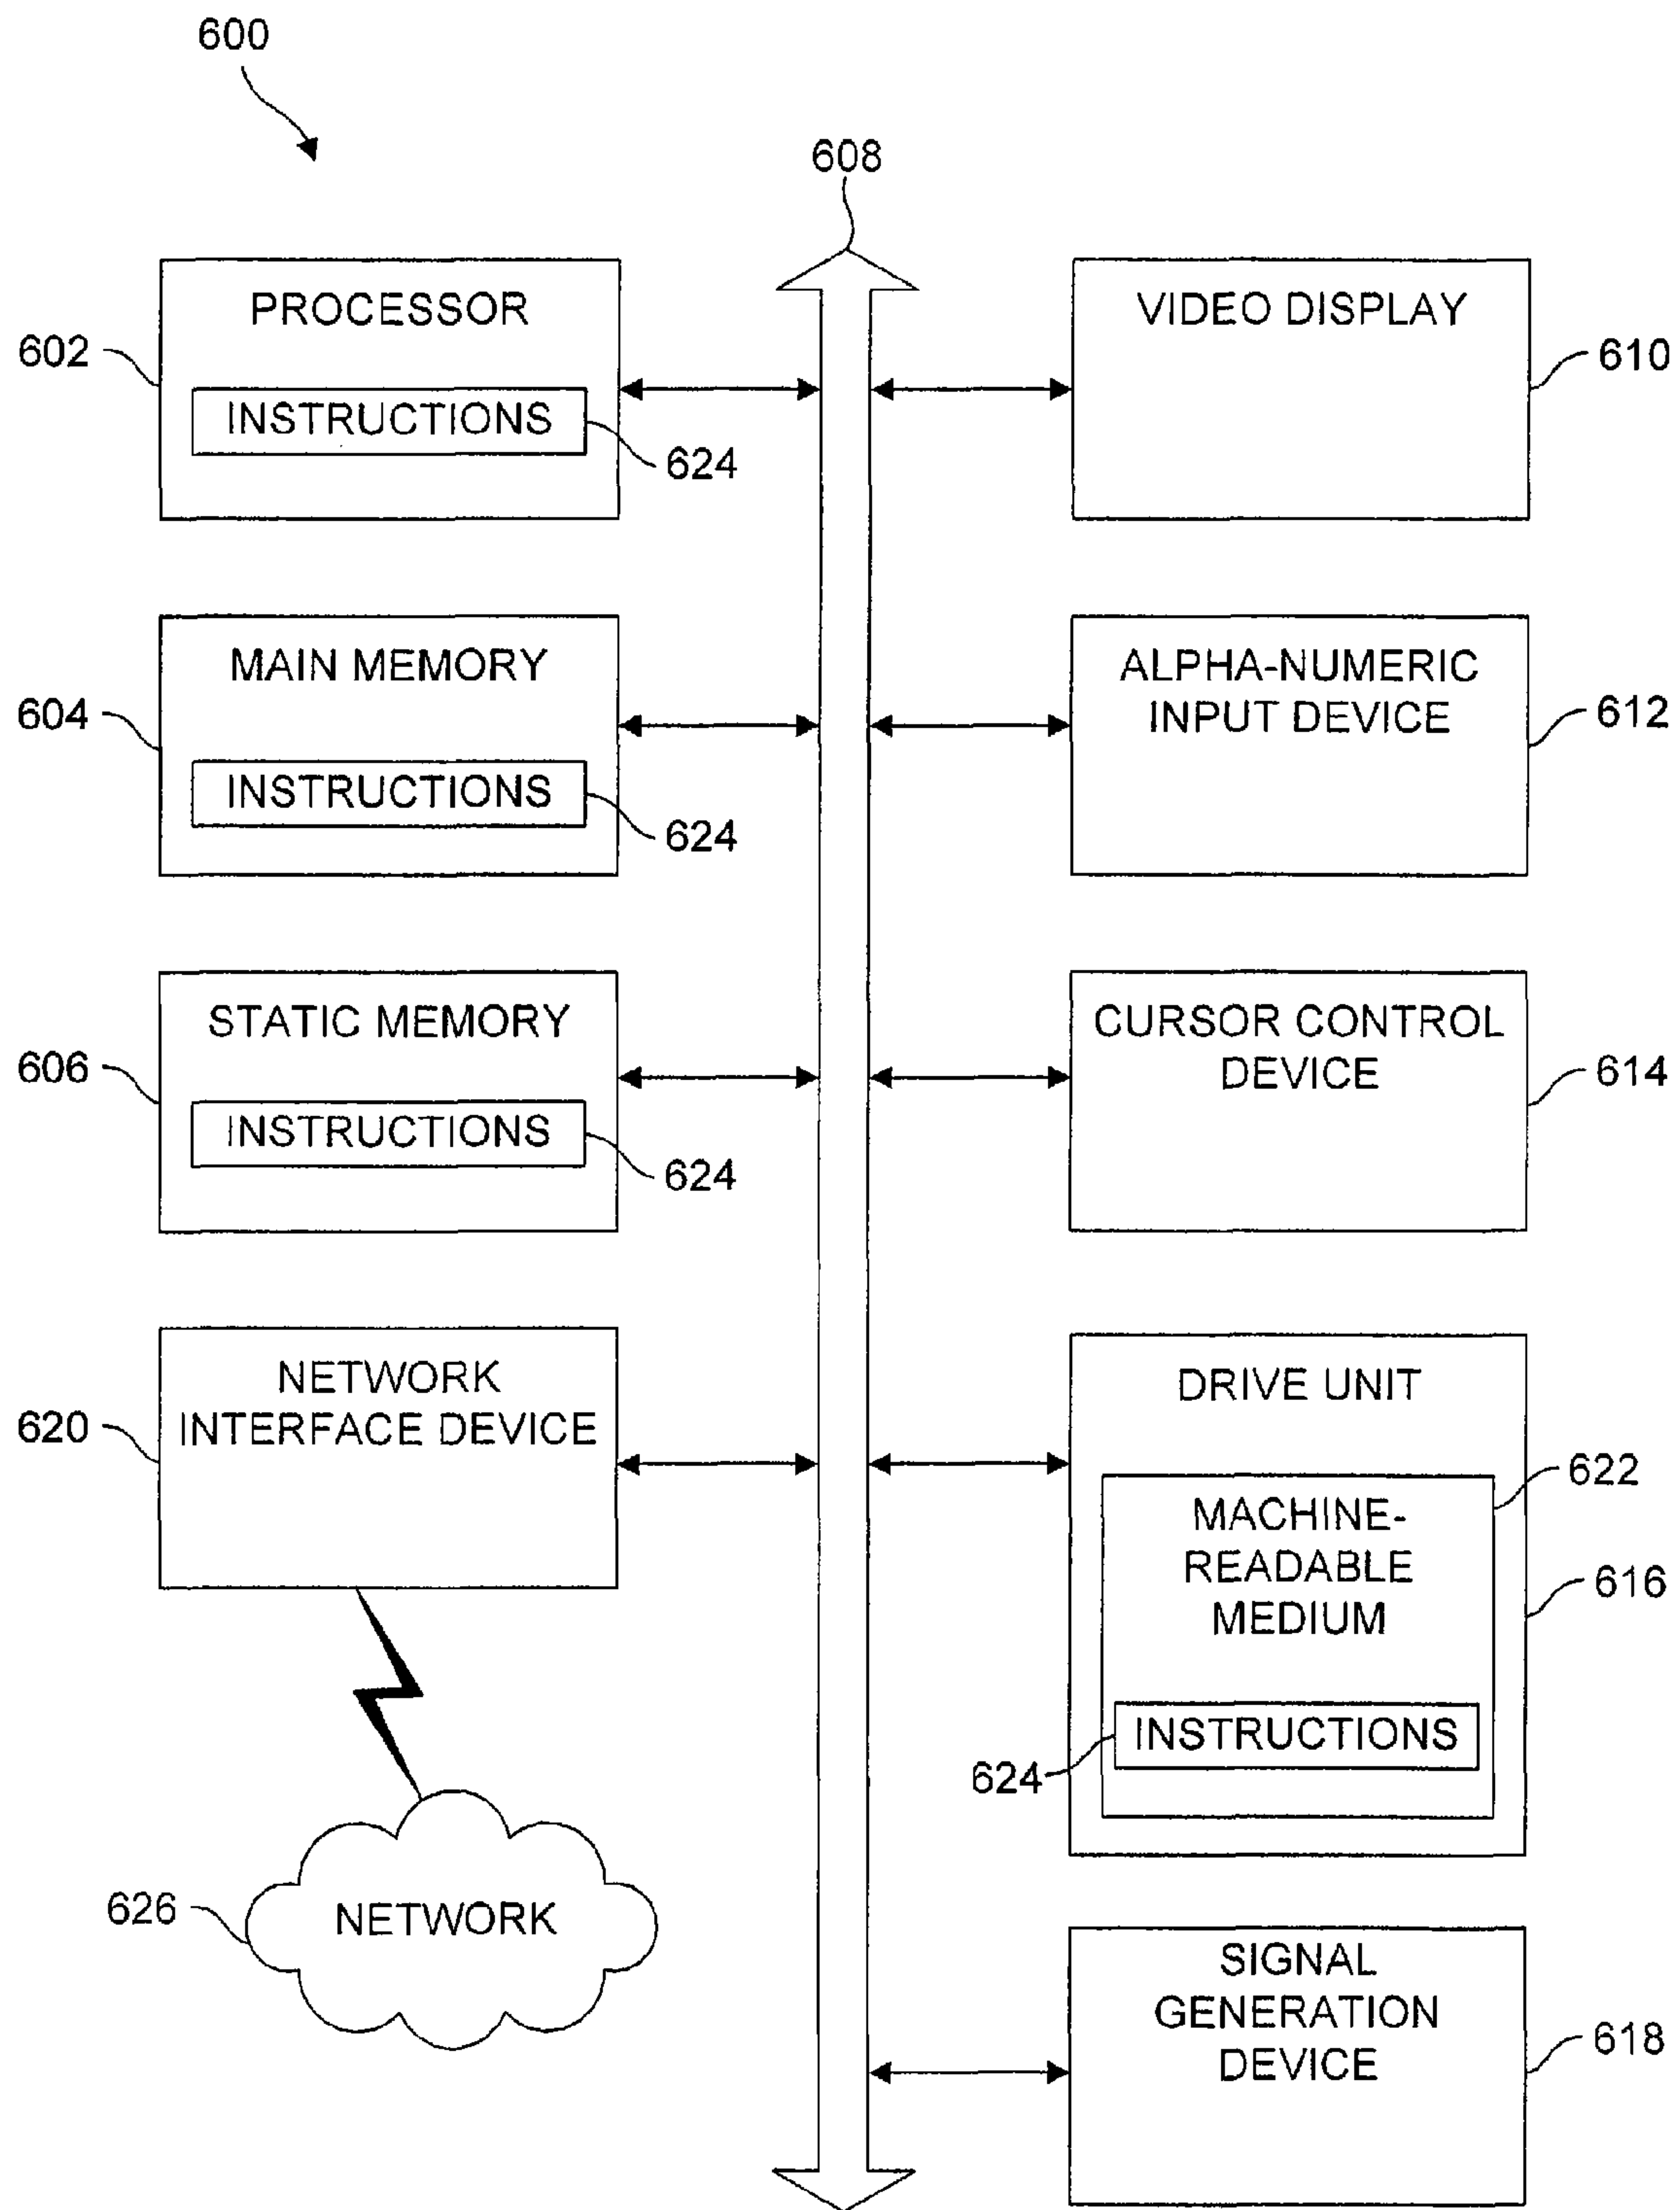 600
608
PROCESSOR
602
INSTRUCTIONS
624
VIDEO DISPLAY
610
MAIN MEMORY
604
INSTRUCTIONS
624
ALPHA-NUMERIC
INPUT DEVICE
612
STATIC MEMORY
606
INSTRUCTIONS
624
CURSOR CONTROL
DEVICE
614
NETWORK
INTERFACE DEVICE
620
DRIVE UNIT
622
MACHINE-
READABLE
MEDIUM
616
INSTRUCTIONS
624
626
NETWORK
SIGNAL
GENERATION
DEVICE
618